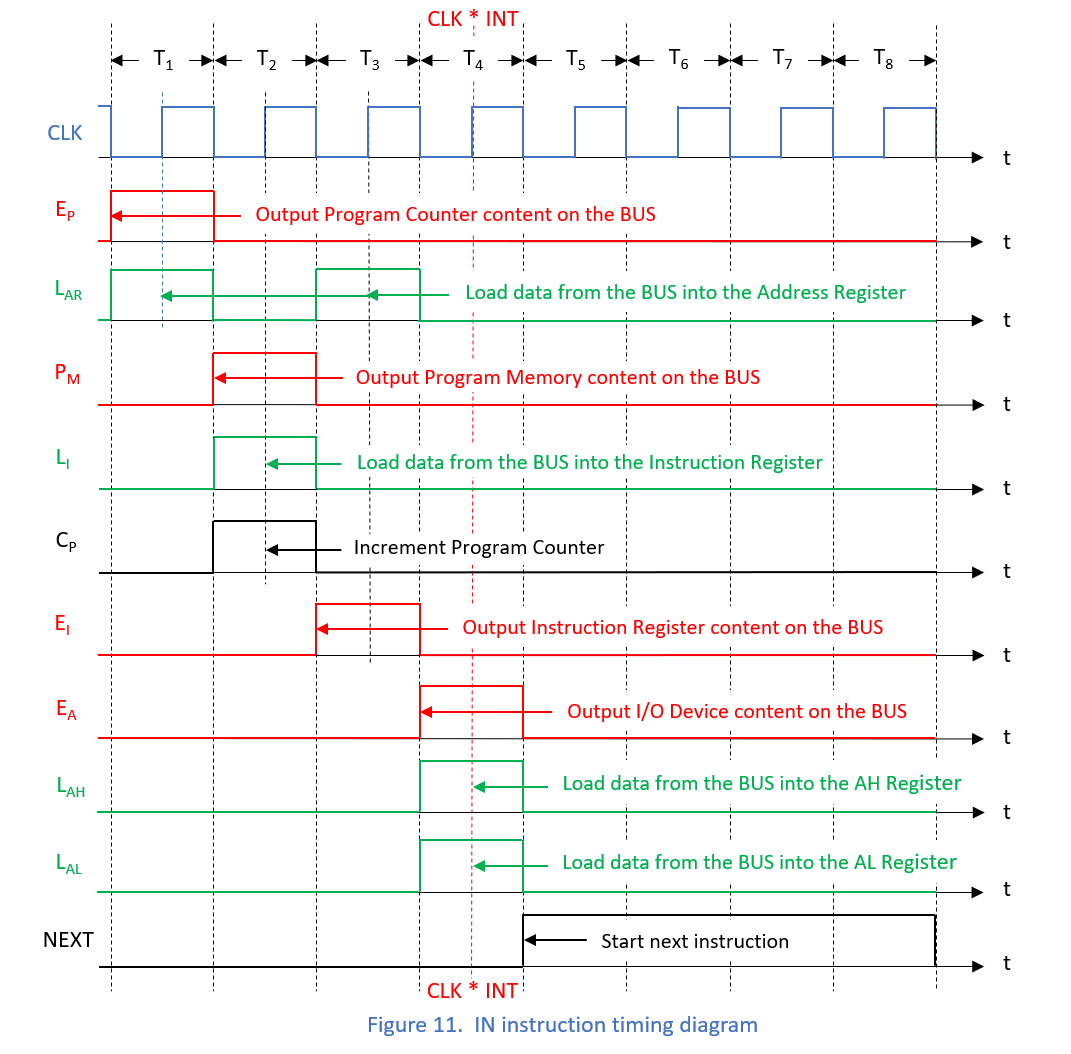 CLK * INT
T1 T2 T3 T4 T5 T6 T7 T8
CLK t
EP Output Program Counter content on the BUS t
LAR Load data from the BUS into the Address Register t
PM Output Program Memory content on the BUS t
LI Load data from the BUS into the Instruction Register t
CP Increment Program Counter t
EI Output Instruction Register content on the BUS t
EA Output I/O Device content on the BUS t
LAH Load data from the BUS into the AH Register t
LAL Load data from the BUS into the AL Register t
NEXT Start next instruction t
CLK * INT
Figure 11. IN instruction timing diagram